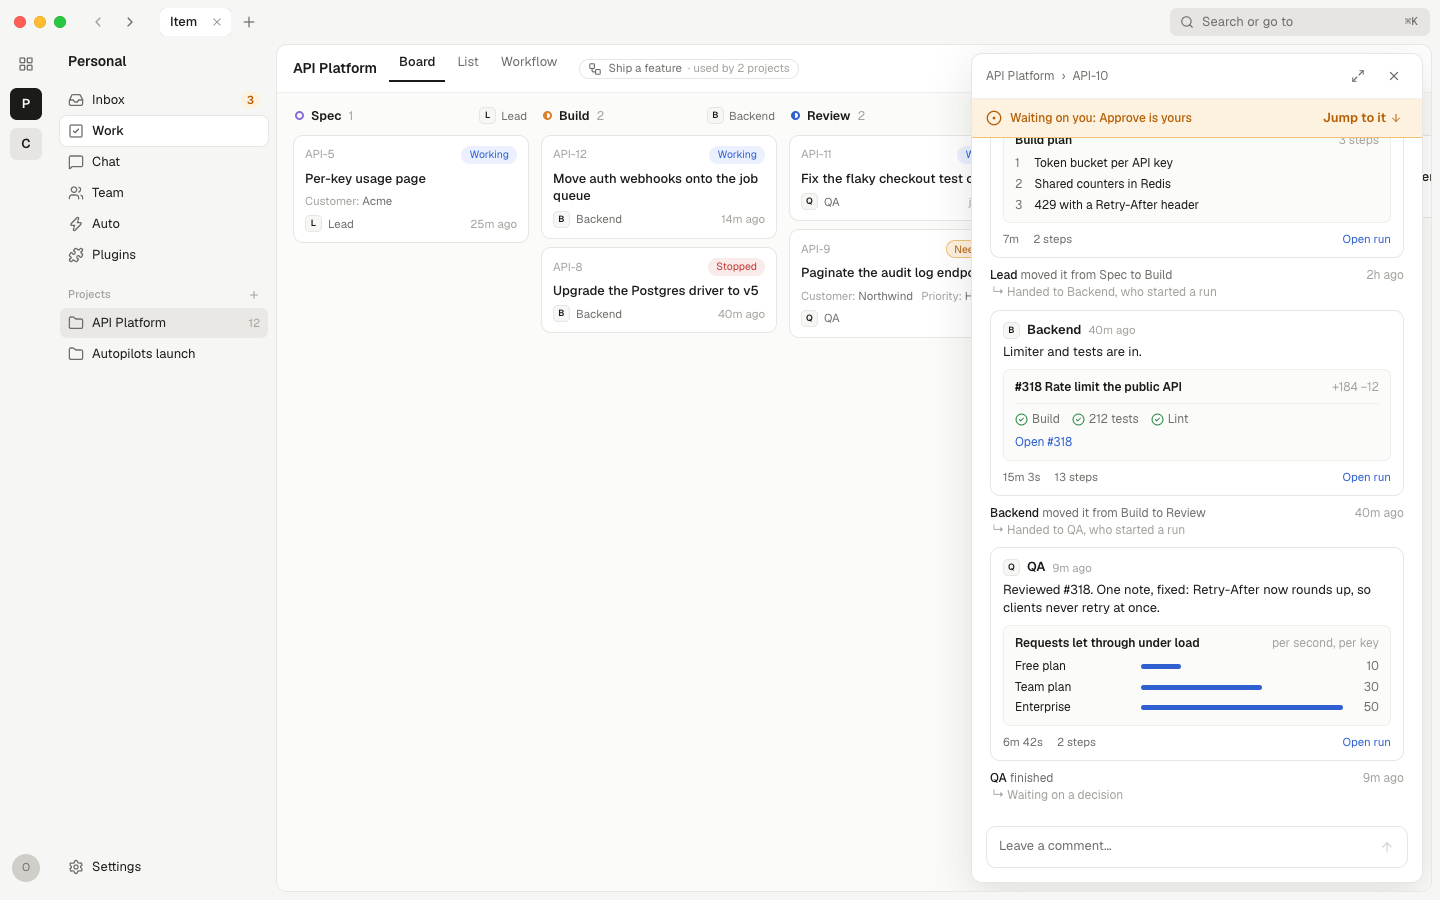 Item
Search or go to
⌘K
Personal
P
C
Inbox 3
Work
Chat
Team
Auto
Plugins
Projects
API Platform 12
Autopilots launch
O
Settings
API Platform Board List Workflow Ship a feature · used by 2 projects
Spec 1 L Lead
API-5 Working
Per-key usage page
Customer: Acme
L Lead 25m ago
Build 2 B Backend
API-12 Working
Move auth webhooks onto the job
queue
B Backend 14m ago
API-8 Stopped
Upgrade the Postgres driver to v5
B Backend 40m ago
Review 2
API-11
Fix the flaky checkout test
Q QA
API-9
Paginate the audit log
Customer: Northwind Priority:
Q QA
API Platform › API-10
Waiting on you: Approve is yours Jump to it ↓
Build plan 3 steps
1 Token bucket per API key
2 Shared counters in Redis
3 429 with a Retry-After header
7m 2 steps Open run
Lead moved it from Spec to Build 2h ago
Handed to Backend, who started a run
B Backend 40m ago
Limiter and tests are in.
#318 Rate limit the public API +184 −12
Build 212 tests Lint
Open #318
15m 3s 13 steps Open run
Backend moved it from Build to Review 40m ago
Handed to QA, who started a run
Q QA 9m ago
Reviewed #318. One note, fixed: Retry-After now rounds up, so
clients never retry at once.
Requests let through under load per second, per key
Free plan 10
Team plan 30
Enterprise 50
6m 42s 2 steps Open run
QA finished 9m ago
Waiting on a decision
Leave a comment…